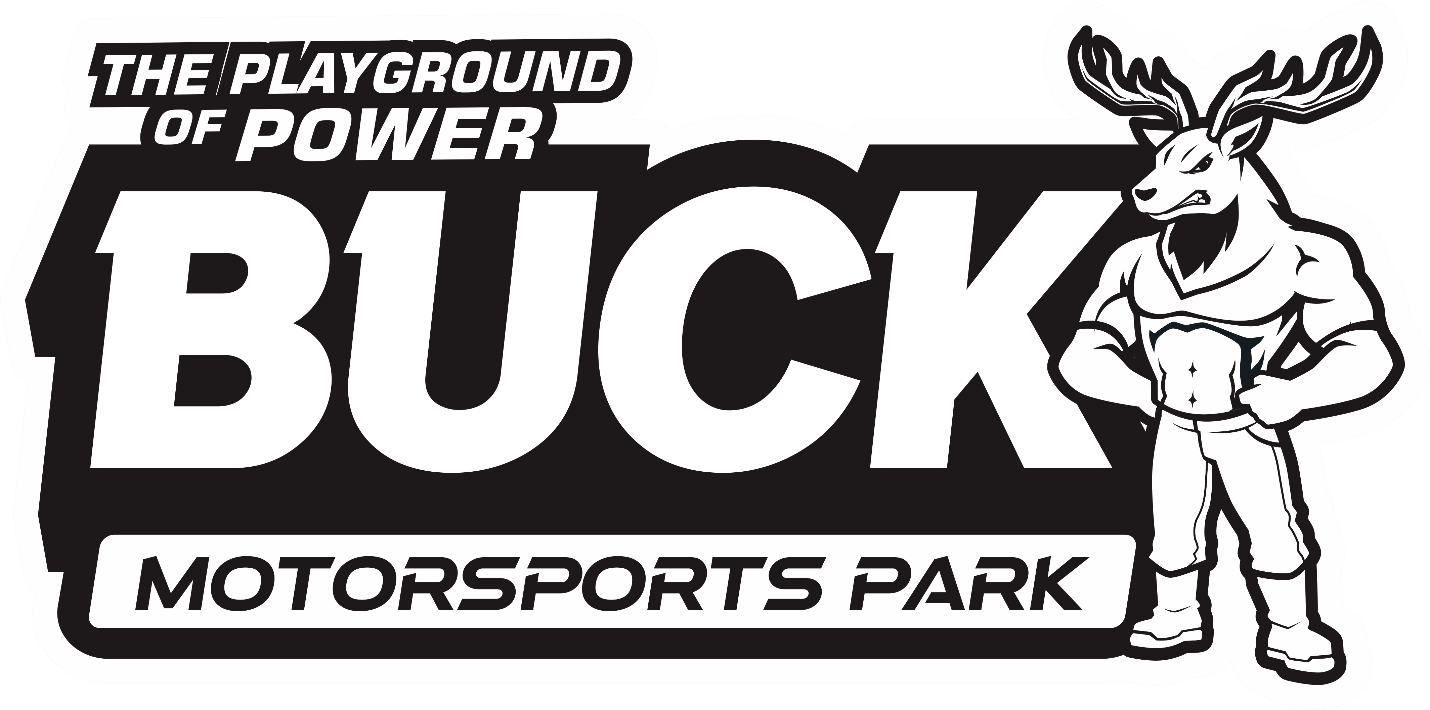 THE PLAYGROUND
OF POWER
BUCK
MOTORSPORTS PARK